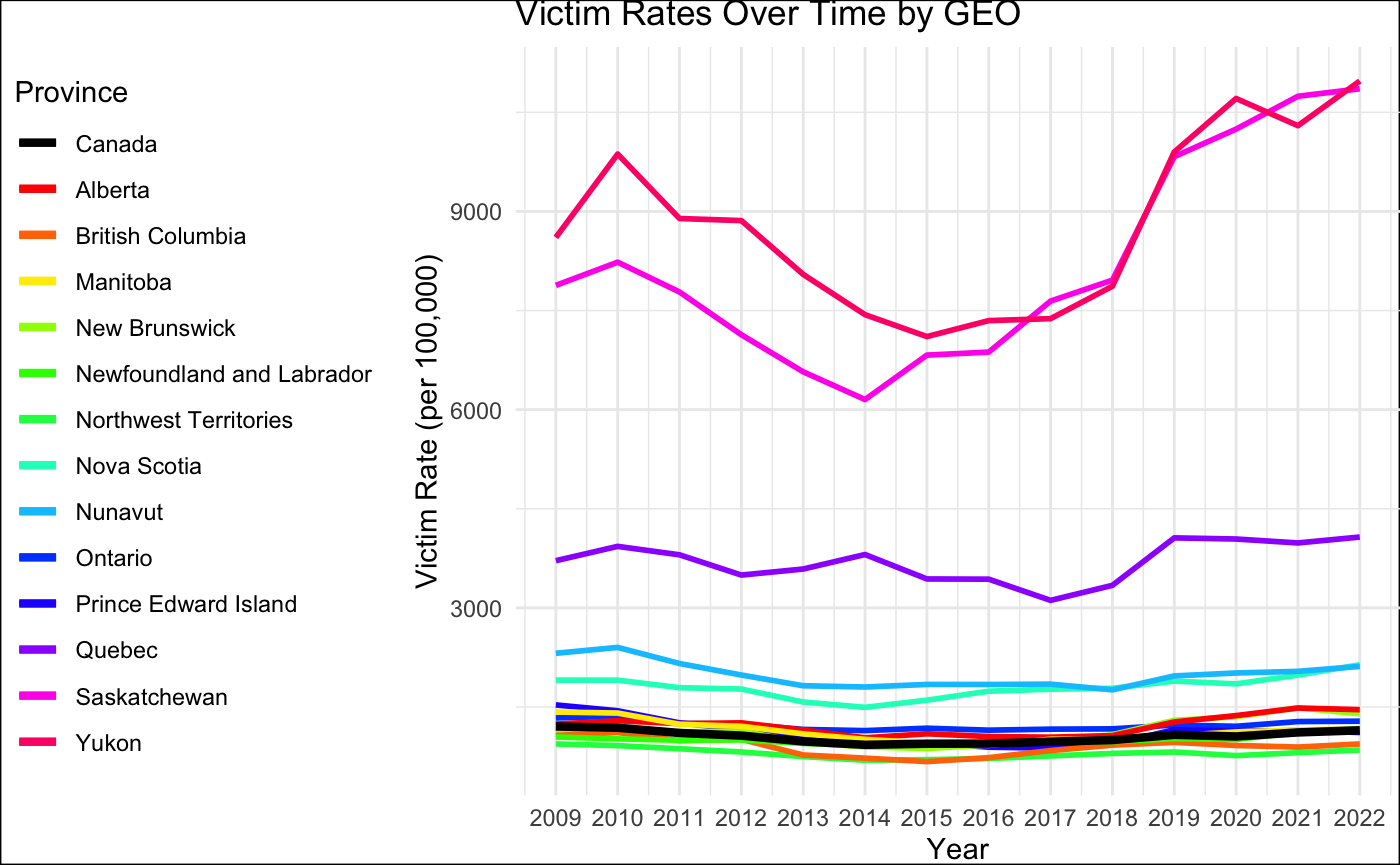 Victim Rates Over Time by GEO
Province
Canada
Alberta
British Columbia
Manitoba
New Brunswick
Newfoundland and Labrador
Northwest Territories
Nova Scotia
Nunavut
Ontario
Prince Edward Island
Quebec
Saskatchewan
Yukon
Victim Rate (per 100,000)
9000
6000
3000
2009 2010 2011 2012 2013 2014 2015 2016 2017 2018 2019 2020 2021 2022
Year